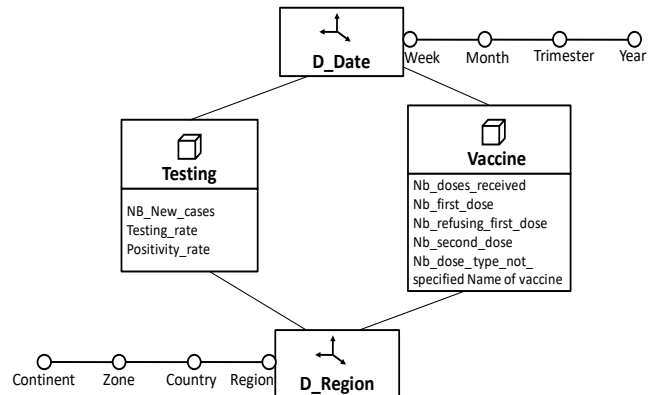 D_Date
Week Month Trimester Year
Testing
NB_New_cases
Testing_rate
Positivity_rate
Vaccine
Nb_doses_received
Nb_first_dose
Nb_refusing_first_dose
Nb_second_dose
Nb_dose_type_not_
specified Name of vaccine
Continent Zone Country Region
D_Region